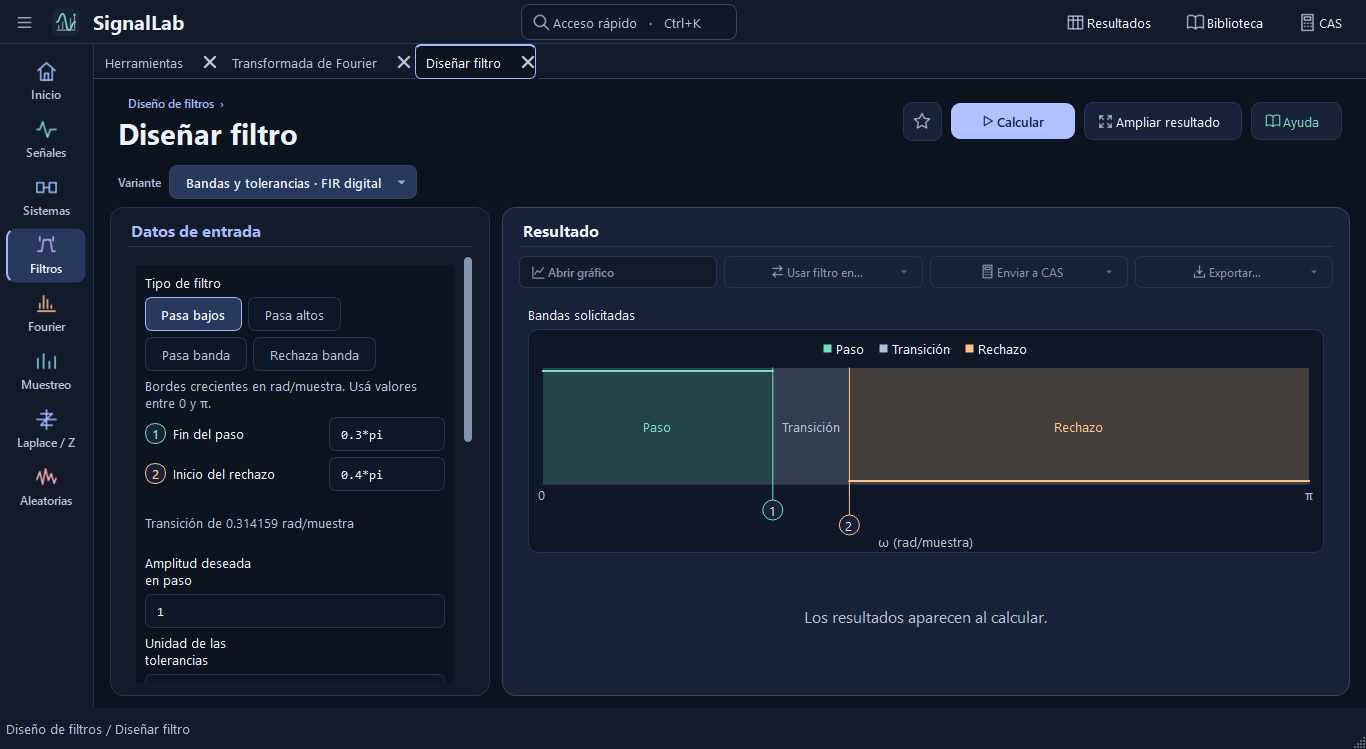 SignalLab
Acceso rápido · Ctrl+K
Resultados
Biblioteca
CAS
Herramientas
Transformada de Fourier
Diseñar filtro
Inicio
Señales
Sistemas
Filtros
Fourier
Muestreo
Laplace / Z
Aleatorias
Diseño de filtros ›
Diseñar filtro
Calcular
Ampliar resultado
Ayuda
Variante
Bandas y tolerancias · FIR digital
Datos de entrada
Tipo de filtro
Pasa bajos
Pasa altos
Pasa banda
Rechaza banda
Bordes crecientes en rad/muestra. Usá valores
entre 0 y π.
1 Fin del paso
0.3*pi
2 Inicio del rechazo
0.4*pi
Transición de 0.314159 rad/muestra
Amplitud deseada
en paso
1
Unidad de las
tolerancias
Resultado
Abrir gráfico
Usar filtro en...
Enviar a CAS
Exportar...
Bandas solicitadas
Paso
Transición
Rechazo
Paso
Transición
Rechazo
0
π
1
2
ω (rad/muestra)
Los resultados aparecen al calcular.
Diseño de filtros / Diseñar filtro